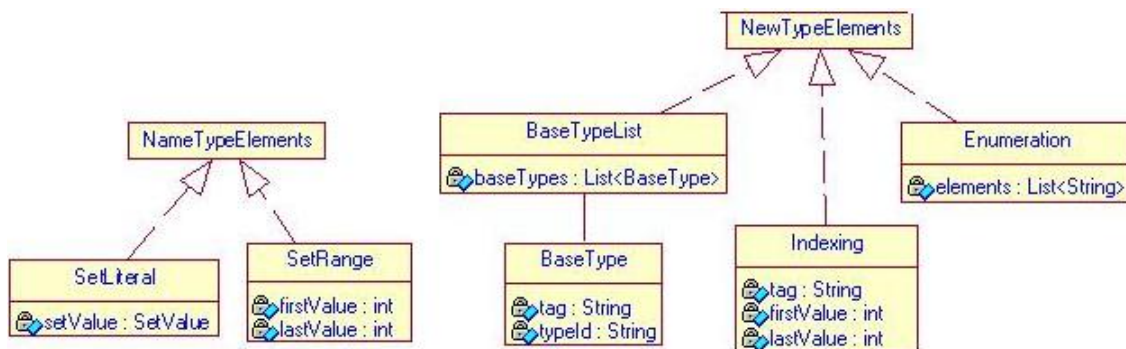 NameTypeElements
SetLiteral
setValue : SetValue
SetRange
firstValue : int
lastValue : int
NewTypeElements
BaseTypeList
baseTypes : List<BaseType>
BaseType
tag : String
typeId : String
Indexing
tag : String
firstValue : int
lastValue : int
Enumeration
elements : List<String>